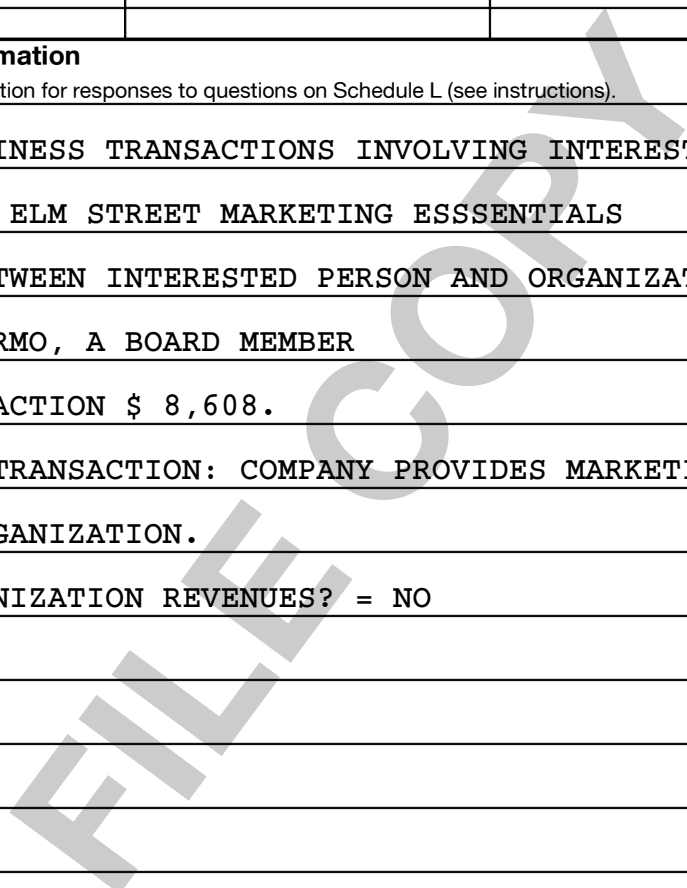 mation
tion for responses to questions on Schedule L (see instructions).
INESS TRANSACTIONS INVOLVING INTEREST
ELM STREET MARKETING ESSSENTIALS
TWEEN INTERESTED PERSON AND ORGANIZAT
RMO, A BOARD MEMBER
ACTION $ 8,608.
TRANSACTION: COMPANY PROVIDES MARKETI
GANIZATION.
NIZATION REVENUES? = NO
FILE COPY